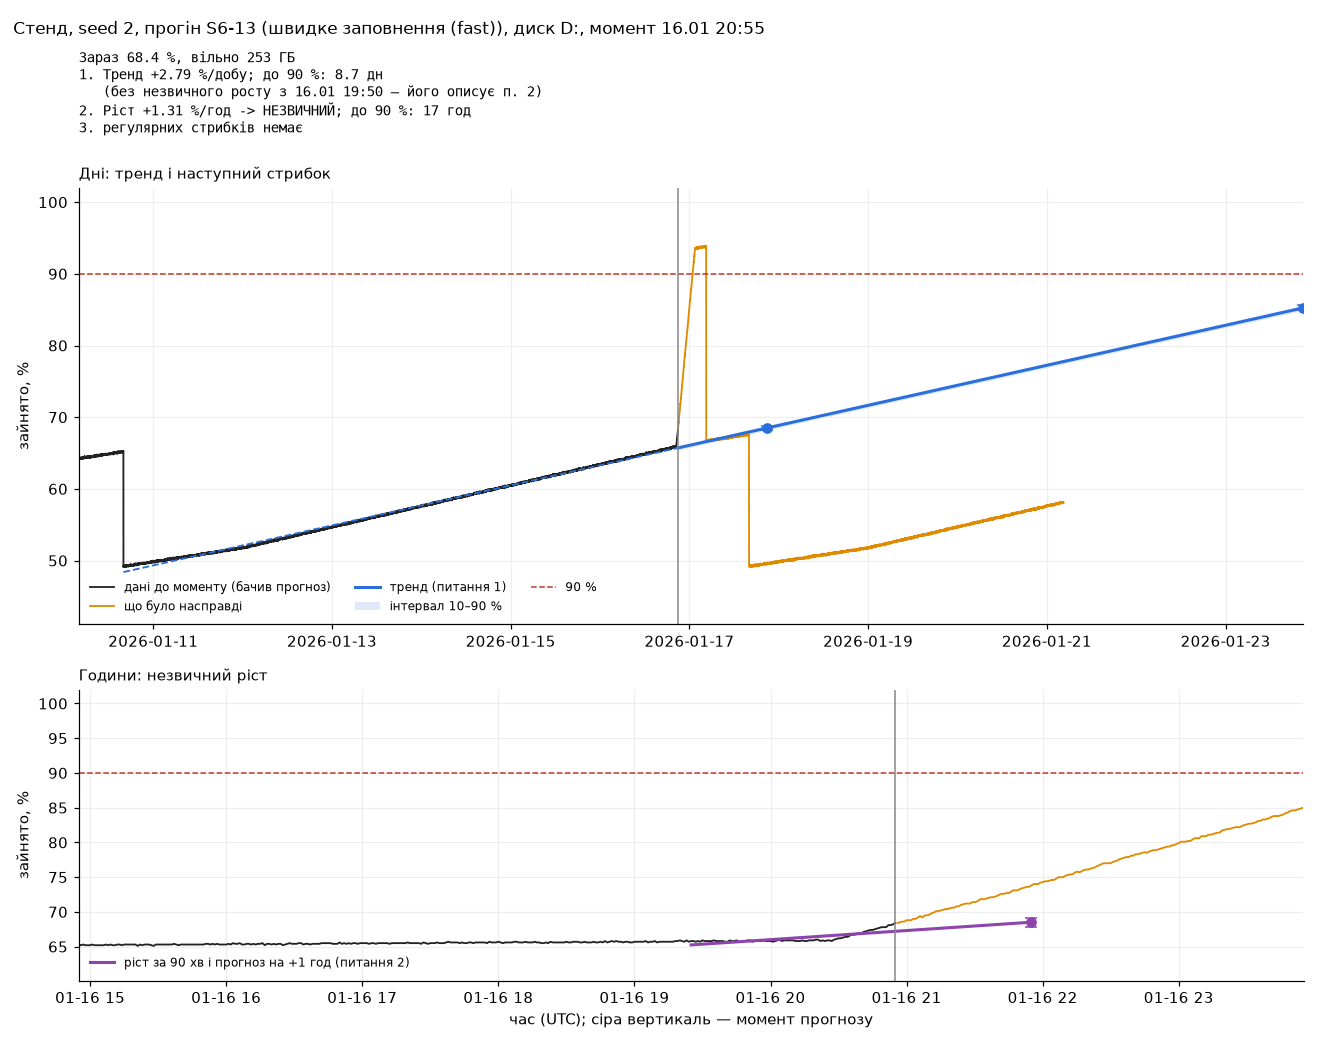 Стенд, seed 2, прогін S6-13 (швидке заповнення (fast)), диск D:, момент 16.01 20:55
Зараз 68.4 %, вільно 253 ГБ
1. Тренд +2.79 %/добу; до 90 %: 8.7 дн
(без незвичного росту з 16.01 19:50 — його описує п. 2)
2. Ріст +1.31 %/год -> НЕЗВИЧНИЙ; до 90 %: 17 год
3. регулярних стрибків немає
Дні: тренд і наступний стрибок
100
90
80
70
60
50
зайнято, %
дані до моменту (бачив прогноз)
що було насправді
тренд (питання 1)
інтервал 10–90 %
90 %
2026-01-11
2026-01-13
2026-01-15
2026-01-17
2026-01-19
2026-01-21
2026-01-23
Години: незвичний ріст
100
95
90
85
80
75
70
65
зайнято, %
ріст за 90 хв і прогноз на +1 год (питання 2)
01-16 15
01-16 16
01-16 17
01-16 18
01-16 19
01-16 20
01-16 21
01-16 22
01-16 23
час (UTC); сіра вертикаль — момент прогнозу